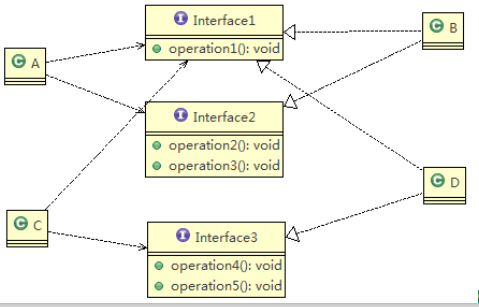 Interface1
operation1(): void
B
A
Interface2
operation2(): void
operation3(): void
D
C
Interface3
operation4(): void
operation5(): void